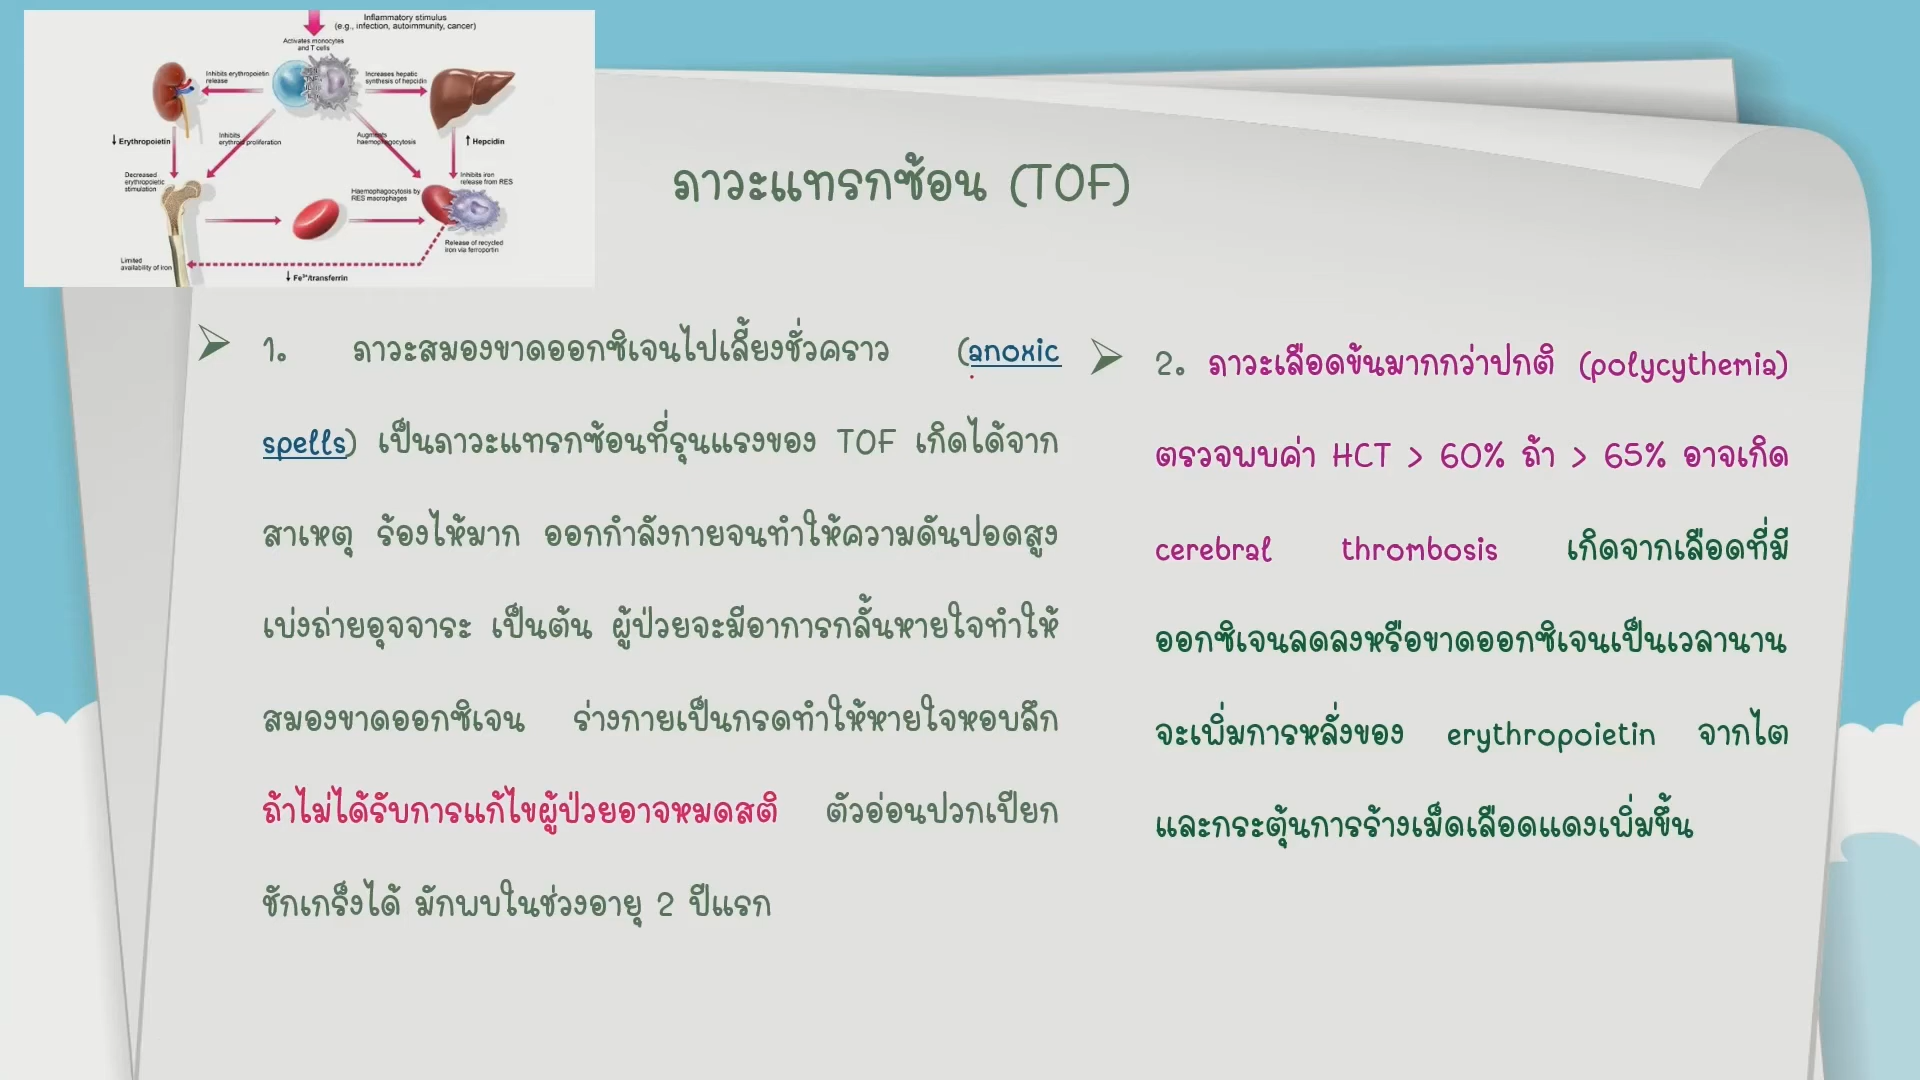 Inflammatory stimulus
(e.g., infection, autoimmunity, cancer)
Activates monocytes
and T cells
Inhibits erythropoietin
release
Increases hepatic
synthesis of hepcidin
↓ Erythropoietin
Inhibits
erythroid proliferation
Augments
haemophagocytosis
↑ Hepcidin
Decreased
erythropoietic
stimulation
Haemophagocytosis by
RES macrophages
Inhibits iron
release from RES
Release of recycled
iron via ferroportin
Limited
availability of iron
↓ Fe³⁺/transferrin
ภาวะแทรกซ้อน (TOF)
1. ภาวะสมองขาดออกซิเจนไปเลี้ยงชั่วคราว (anoxic
spells) เป็นภาวะแทรกซ้อนที่รุนแรงของ TOF เกิดได้จาก
สาเหตุ ร้องไห้มาก ออกกำลังกายจนทำให้ความดันปอดสูง
เบ่งถ่ายอุจจาระ เป็นต้น ผู้ป่วยจะมีอาการกลั้นหายใจทำให้
สมองขาดออกซิเจน ร่างกายเป็นกรดทำให้หายใจหอบลึก
ถ้าไม่ได้รับการแก้ไขผู้ป่วยอาจหมดสติ ตัวอ่อนปวกเปียก
ชักเกร็งได้ มักพบในช่วงอายุ 2 ปีแรก
2. ภาวะเลือดข้นมากกว่าปกติ (polycythemia)
ตรวจพบค่า HCT > 60% ถ้า > 65% อาจเกิด
cerebral thrombosis เกิดจากเลือดที่มี
ออกซิเจนลดลงหรือขาดออกซิเจนเป็นเวลานาน
จะเพิ่มการหลั่งของ erythropoietin จากไต
และกระตุ้นการร้างเม็ดเลือดแดงเพิ่มขึ้น